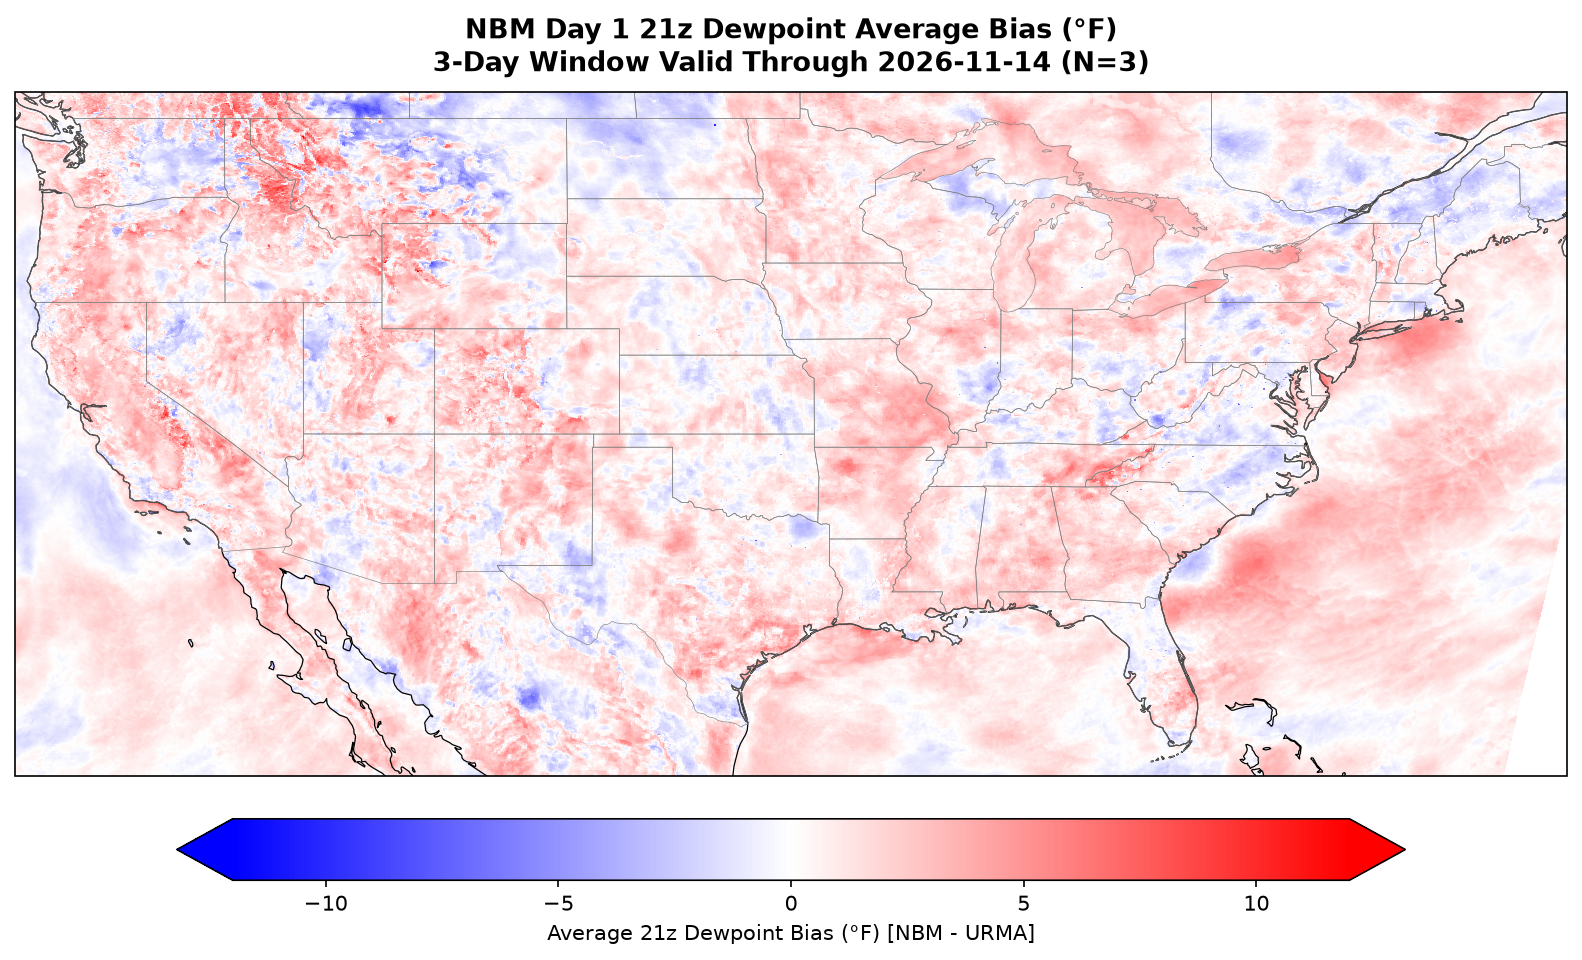 NBM Day 1 21z Dewpoint Average Bias (°F)
3-Day Window Valid Through 2026-11-14 (N=3)
−10 −5 0 5 10
Average 21z Dewpoint Bias (°F) [NBM - URMA]